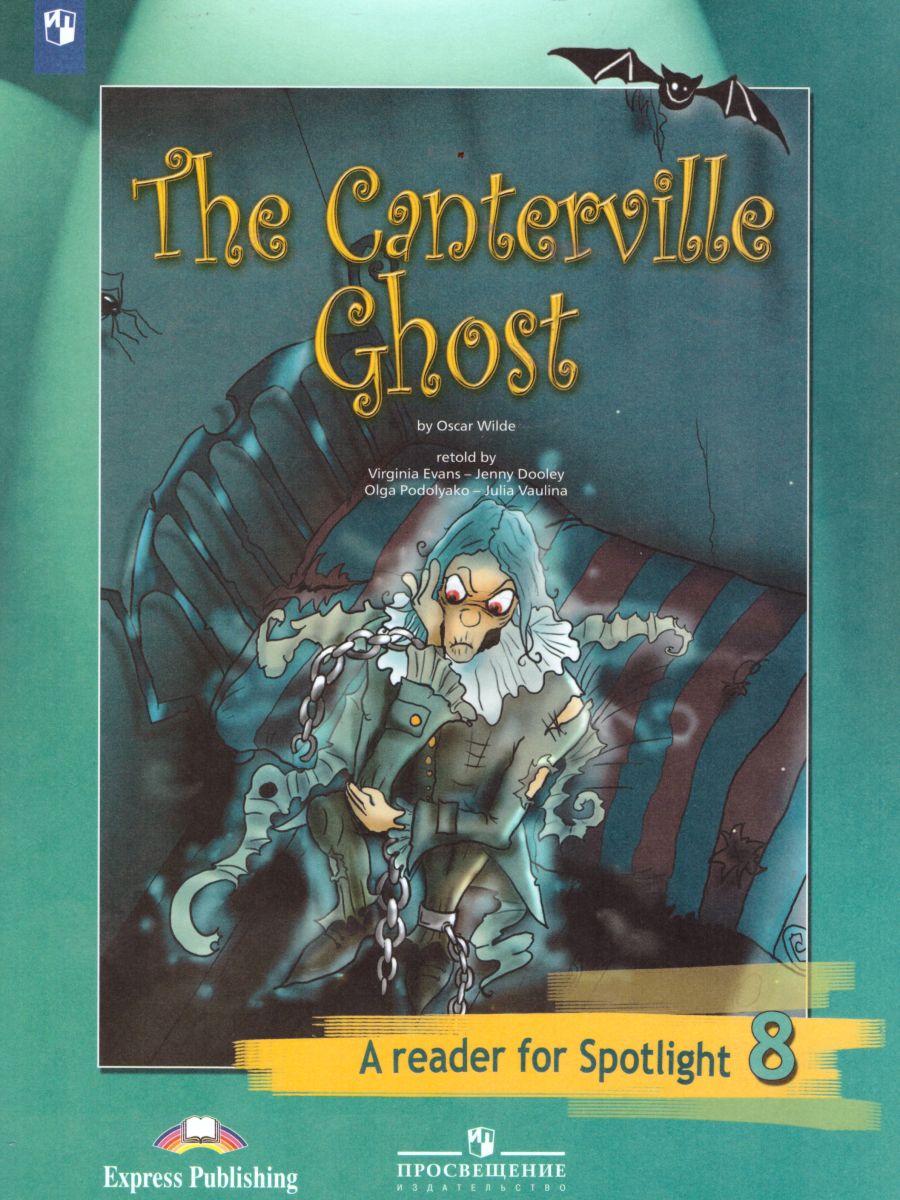 The Canterville
Ghost
by Oscar Wilde
retold by
Virginia Evans – Jenny Dooley
Olga Podolyako – Julia Vaulina
A reader for Spotlight 8
Express Publishing
ПРОСВЕЩЕНИЕ
ИЗДАТЕЛЬСТВО